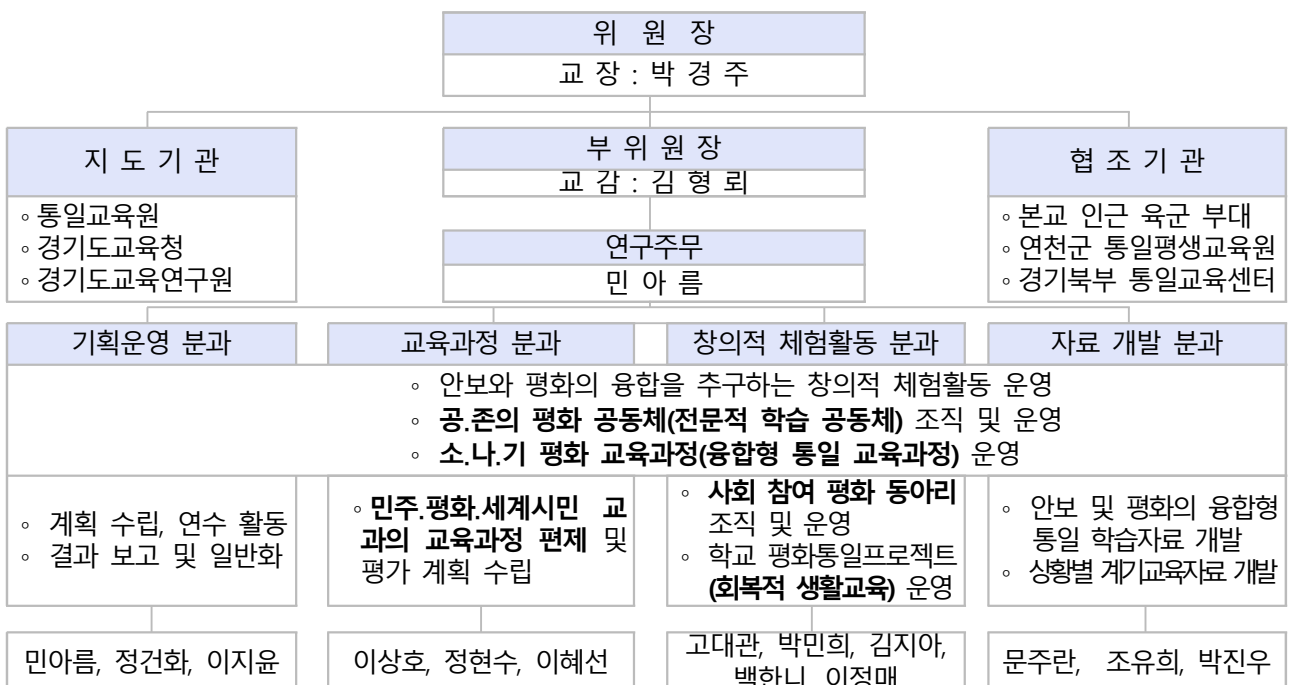 위 원 장
교 장 : 박 경 주
지 도 기 관
◦통일교육원
◦경기도교육청
◦경기도교육연구원
부 위 원 장
교 감 : 김 형 뢰
연구주무
민 아 름
협 조 기 관
◦본교 인근 육군 부대
◦연천군 통일평생교육원
◦경기북부 통일교육센터
기획운영 분과
교육과정 분과
창의적 체험활동 분과
자료 개발 분과
◦ 안보와 평화의 융합을 추구하는 창의적 체험활동 운영
◦ 공.존의 평화 공동체(전문적 학습 공동체) 조직 및 운영
◦ 소.나.기 평화 교육과정(융합형 통일 교육과정) 운영
◦ 계획 수립, 연수 활동
◦ 결과 보고 및 일반화
◦민주.평화.세계시민 교
과의 교육과정 편제 및
평가 계획 수립
◦ 사회 참여 평화 동아리
조직 및 운영
◦ 학교 평화통일프로젝트
(회복적 생활교육) 운영
◦ 안보 및 평화의 융합형
통일 학습자료 개발
◦ 상황별 계기교육자료 개발
민아름, 정건화, 이지윤
이상호, 정현수, 이혜선
고대관, 박민희, 김지아,
백한니, 이정매
문주란, 조유희, 박진우